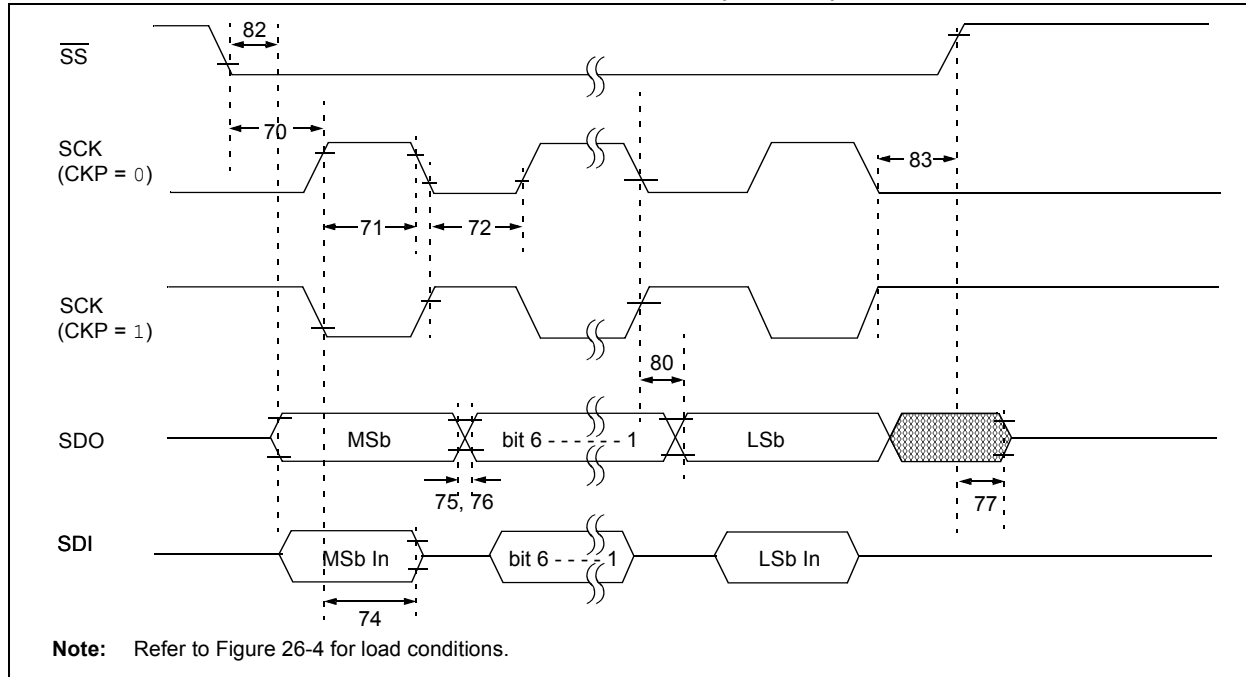 82
SS
70
SCK
(CKP = 0)
83
71
72
SCK
(CKP = 1)
80
SDO
MSb
bit 6 - - - - - - 1
LSb
75, 76
77
SDI
MSb In
bit 6 - - - - 1
LSb In
74
Note: Refer to Figure 26-4 for load conditions.